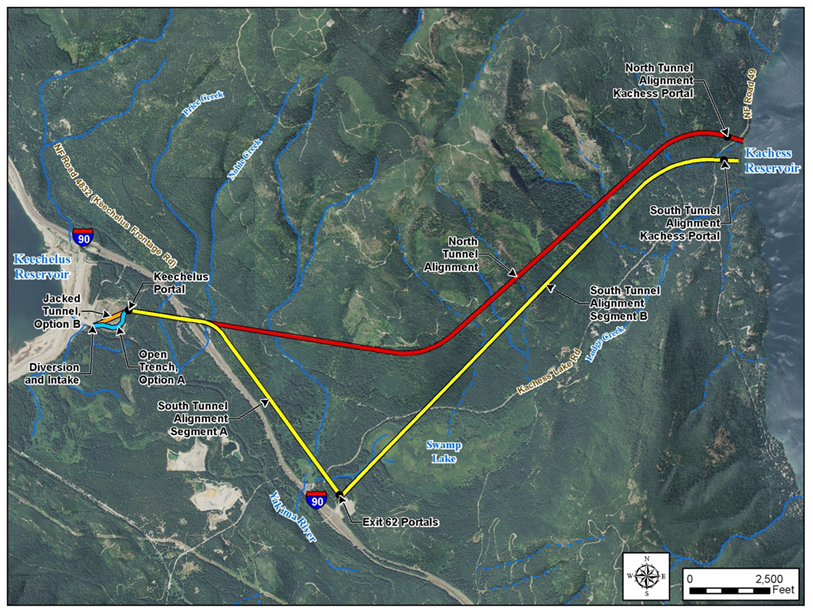 North Tunnel
Alignment
Kachess Portal
NF Road 49
Price Creek
Noble Creek
Kachess
Reservoir
NF Road 4832 (Keechelus Frontage Rd)
South Tunnel
Alignment
Kachess Portal
90
Keechelus
Reservoir
North
Tunnel
Alignment
Keechelus
Portal
Jacked
Tunnel,
Option B
South Tunnel
Alignment
Segment B
Lodge Creek
Open
Trench,
Option A
Diversion
and Intake
Kachess Lake Rd
South Tunnel
Alignment
Segment A
Swamp
Lake
90
Yakima River
Exit 62 Portals
N
W E
S
0 2,500
Feet